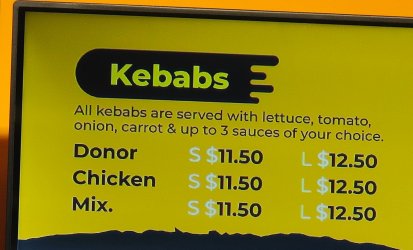 Kebabs
All kebabs are served with lettuce, tomato,
onion, carrot & up to 3 sauces of your choice.
Donor S $11.50 L $12.50
Chicken S $11.50 L $12.50
Mix. S $11.50 L $12.50